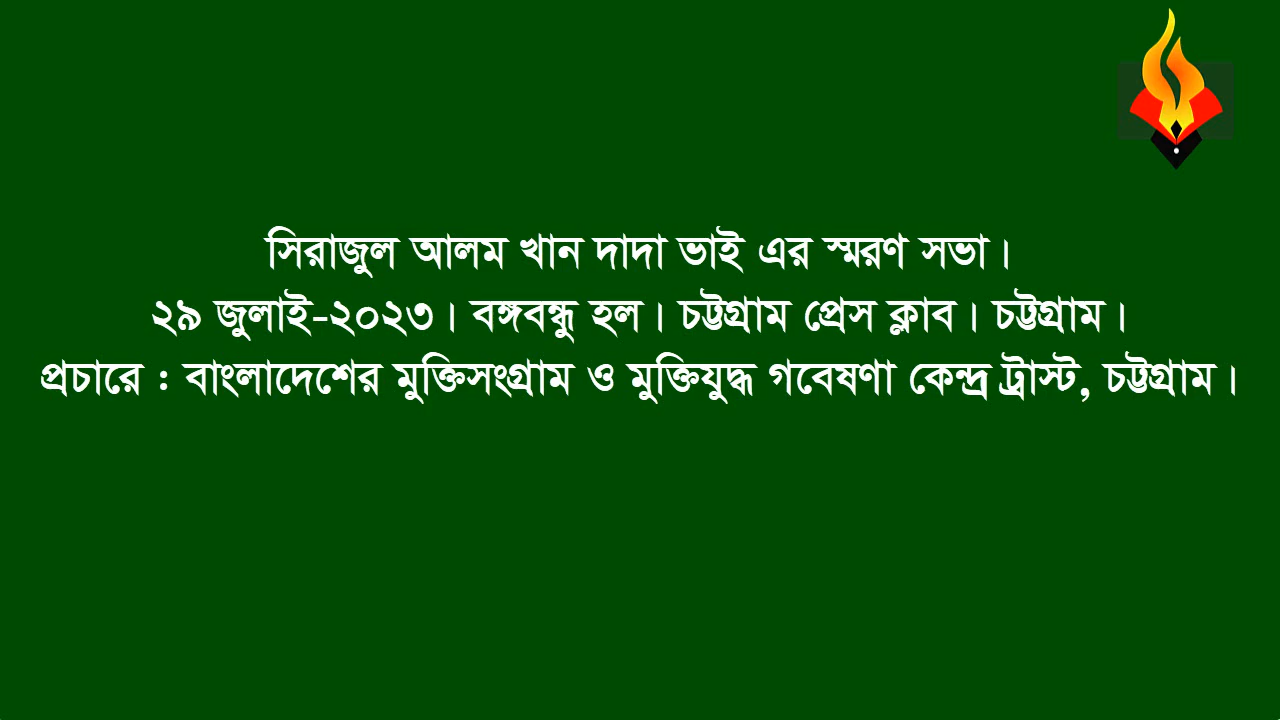 সিরাজুল আলম খান দাদা ভাই এর স্মরণ সভা।
২৯ জুলাই-২০২৩। বঙ্গবন্ধু হল। চট্টগ্রাম প্রেস ক্লাব। চট্টগ্রাম।
প্রচারে : বাংলাদেশের মুক্তিসংগ্রাম ও মুক্তিযুদ্ধ গবেষণা কেন্দ্র ট্রাস্ট, চট্টগ্রাম।